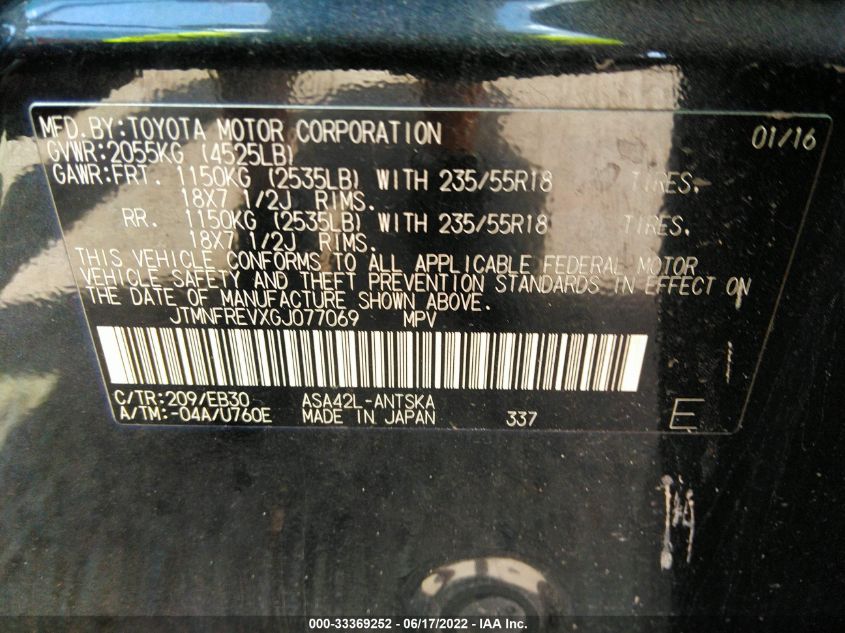 MFD.BY:TOYOTA MOTOR CORPORATION 01/16
GVWR:2055KG (4525LB)
GAWR:FRT. 1150KG (2535LB) WITH 235/55R18 TIRES,
18X7 1/2J RIMS.
RR. 1150KG (2535LB) WITH 235/55R18 TIRES,
18X7 1/2J RIMS.
THIS VEHICLE CONFORMS TO ALL APPLICABLE FEDERAL MOTOR
VEHICLE SAFETY AND THEFT PREVENTION STANDARDS IN EFFECT ON
THE DATE OF MANUFACTURE SHOWN ABOVE.
JTMNFREVXGJ077069 MPV
C/TR:209/EB30 ASA42L-ANTSKA
A/TM:-04A/U760E MADE IN JAPAN 337 E
000-33369252 - 06/17/2022 - IAA Inc.